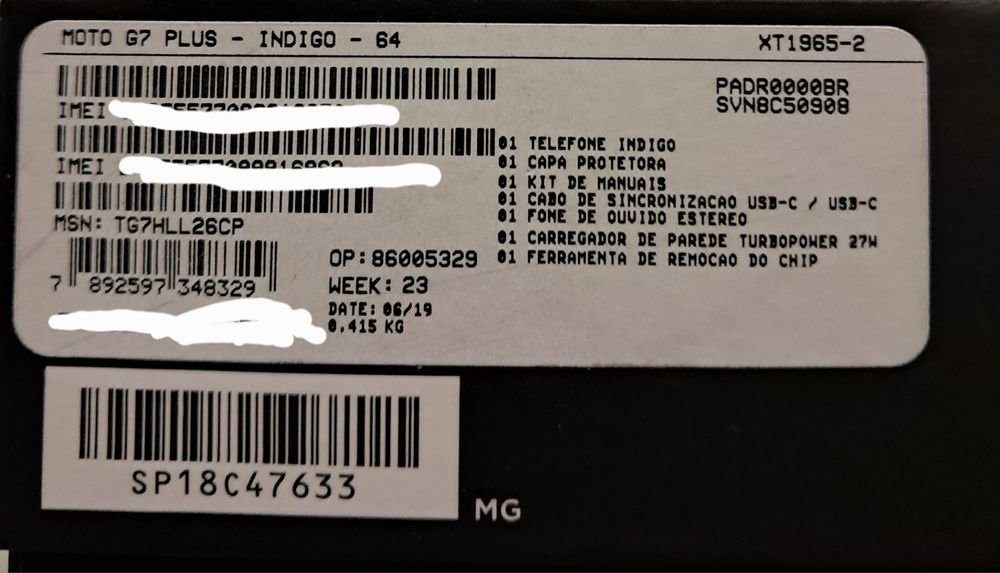 MOTO G7 PLUS - INDIGO - 64
XT1965-2
PADR0000BR
SVN8C50908
IMEI
IMEI
MSN: TG7HLL26CP
7 892597 348329
OP:86005329
WEEK: 23
DATE: 06/19
0,415 KG
01 TELEFONE INDIGO
01 CAPA PROTETORA
01 KIT DE MANUAIS
01 CABO DE SINCRONIZACAO USB-C / USB-C
01 FONE DE OUVIDO ESTEREO
01 CARREGADOR DE PAREDE TURBOPOWER 27W
01 FERRAMENTA DE REMOCAO DO CHIP
SP18C47633
MG